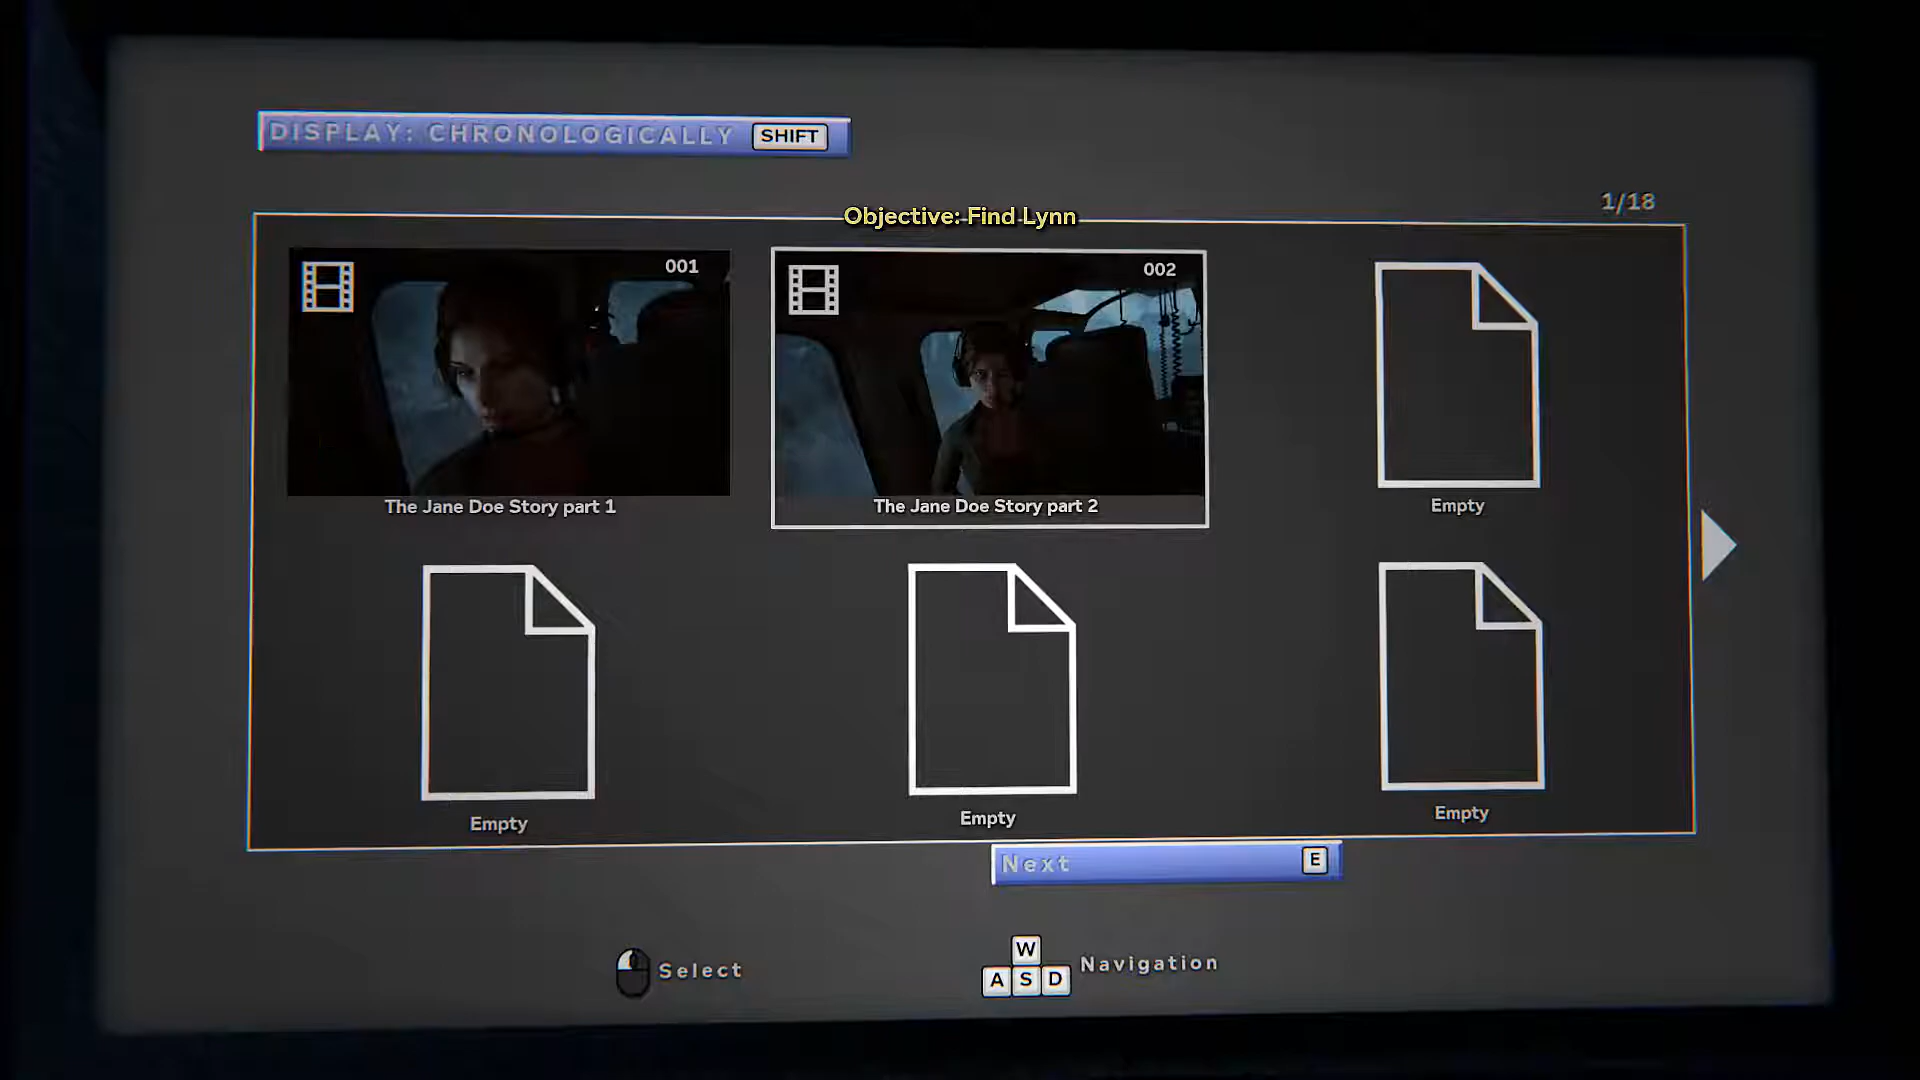 DISPLAY: CHRONOLOGICALLY SHIFT
1/18
Objective: Find Lynn
001
002
The Jane Doe Story part 1
The Jane Doe Story part 2
Empty
Empty
Empty
Empty
Next E
Select
W
A S D
Navigation